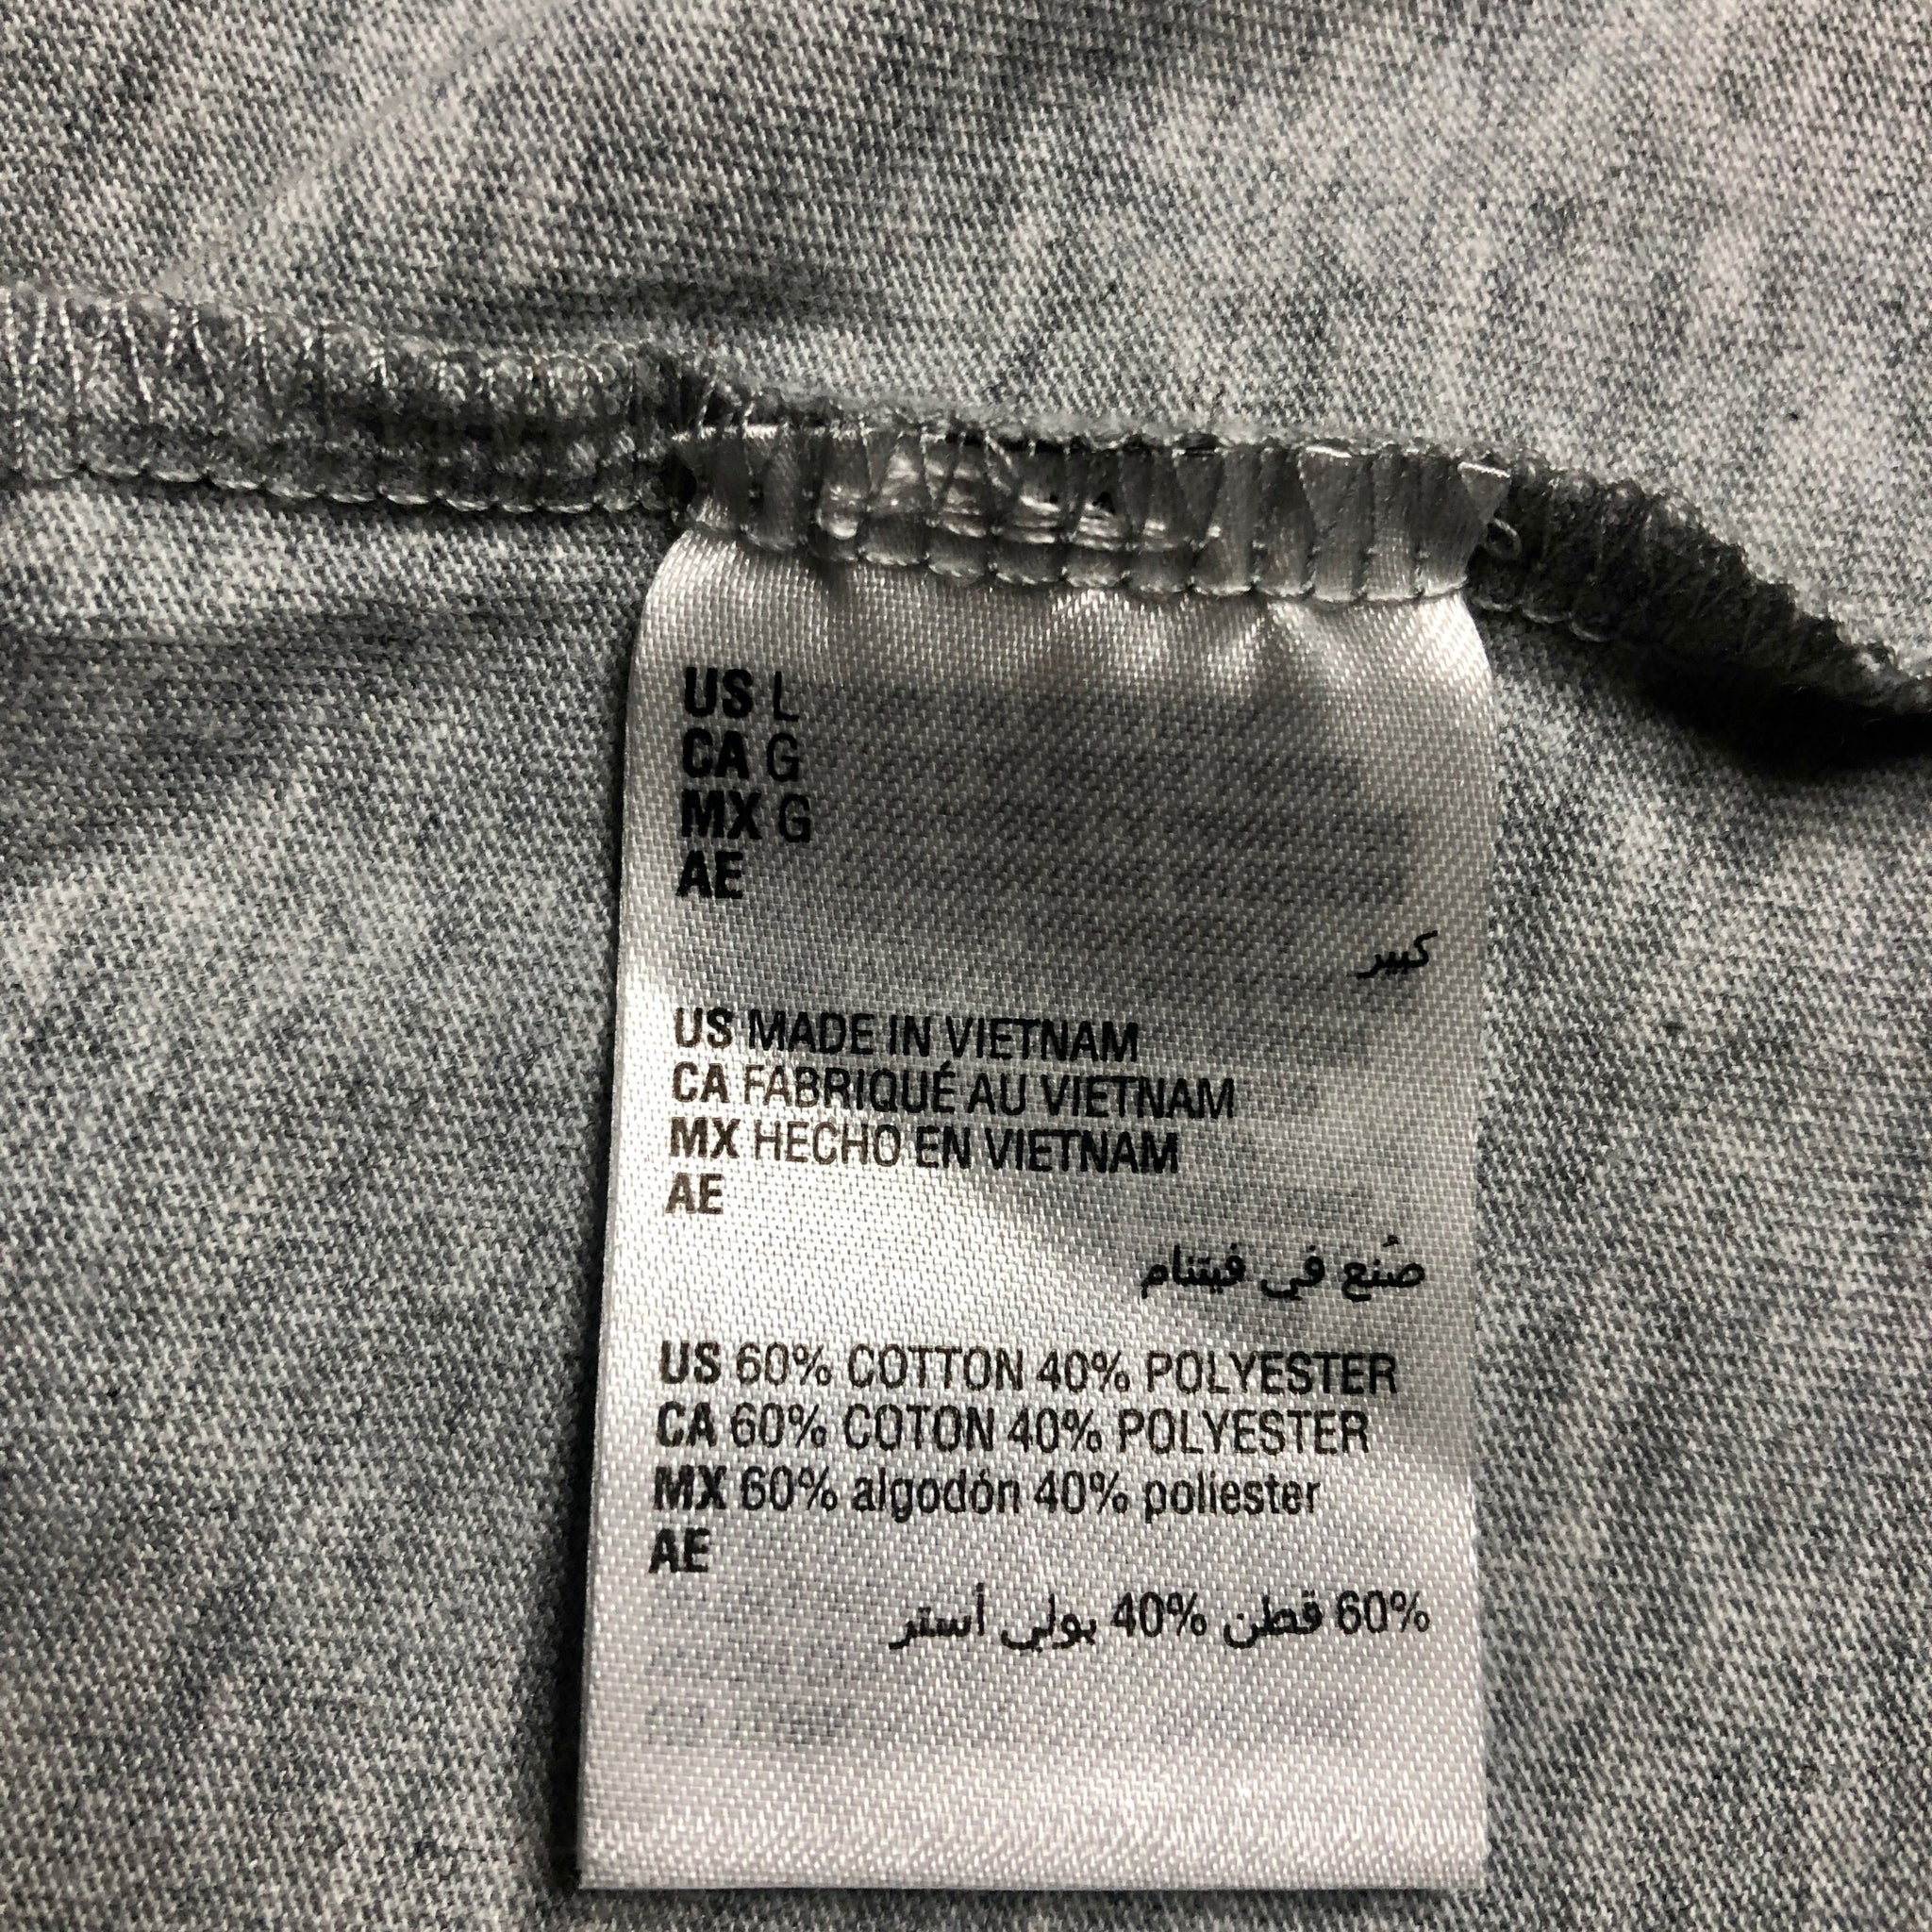 US L
CA G
MX G
AE
كبير
US MADE IN VIETNAM
CA FABRIQUÉ AU VIETNAM
MX HECHO EN VIETNAM
AE
صُنع في فيتنام
US 60% COTTON 40% POLYESTER
CA 60% COTON 40% POLYESTER
MX 60% algodón 40% poliester
AE
60% قطن 40% بولي أستر